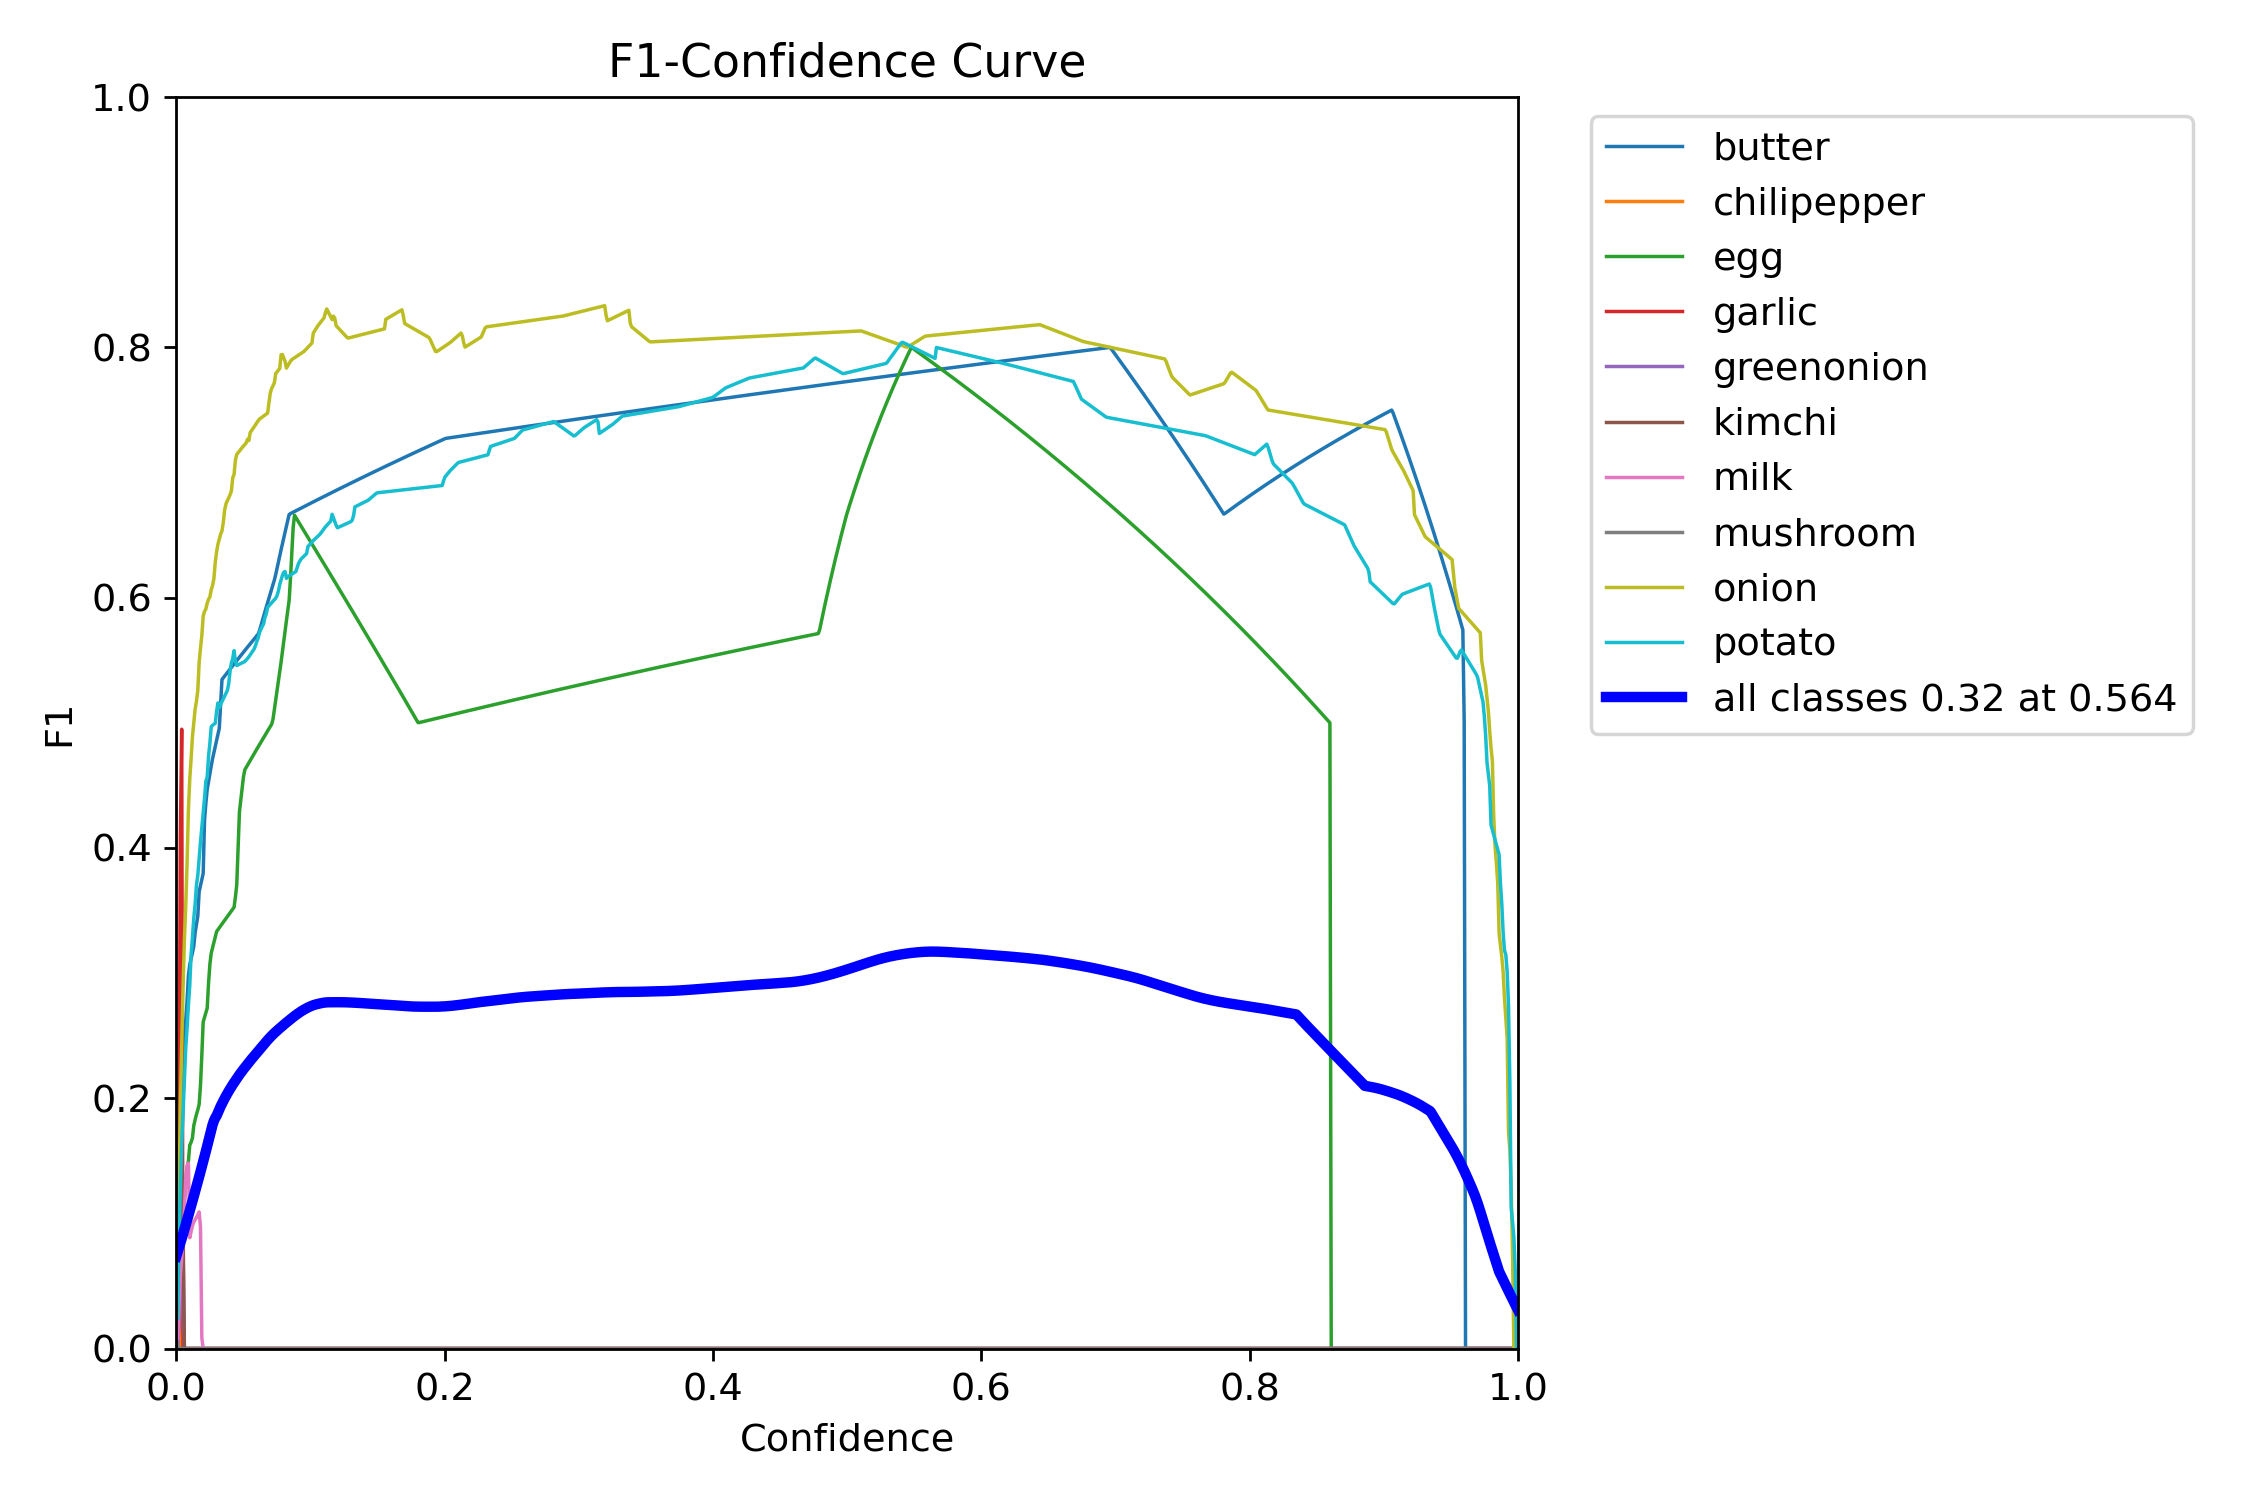 F1-Confidence Curve
1.0
0.8
0.6
0.4
0.2
0.0
F1
0.0 0.2 0.4 0.6 0.8 1.0
Confidence
butter
chilipepper
egg
garlic
greenonion
kimchi
milk
mushroom
onion
potato
all classes 0.32 at 0.564